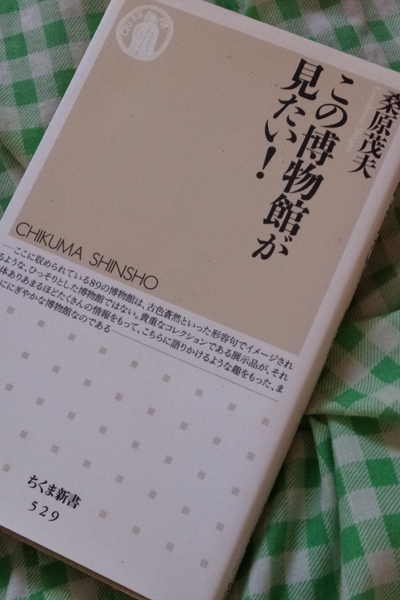 桑原茂夫
この博物館が
見たい!
CHIKUMA SHINSHO
――ここに収められている89の博物館は、古色蒼然といった形容句でイメージされ
るような、ひっそりとした博物館ではない。貴重なコレクションである展示品が、それ
体ありあまるほどたくさんの情報をもって、こちらに語りかけるような趣をもった、ま
ににぎやかな博物館なのである――
ちくま新書
529